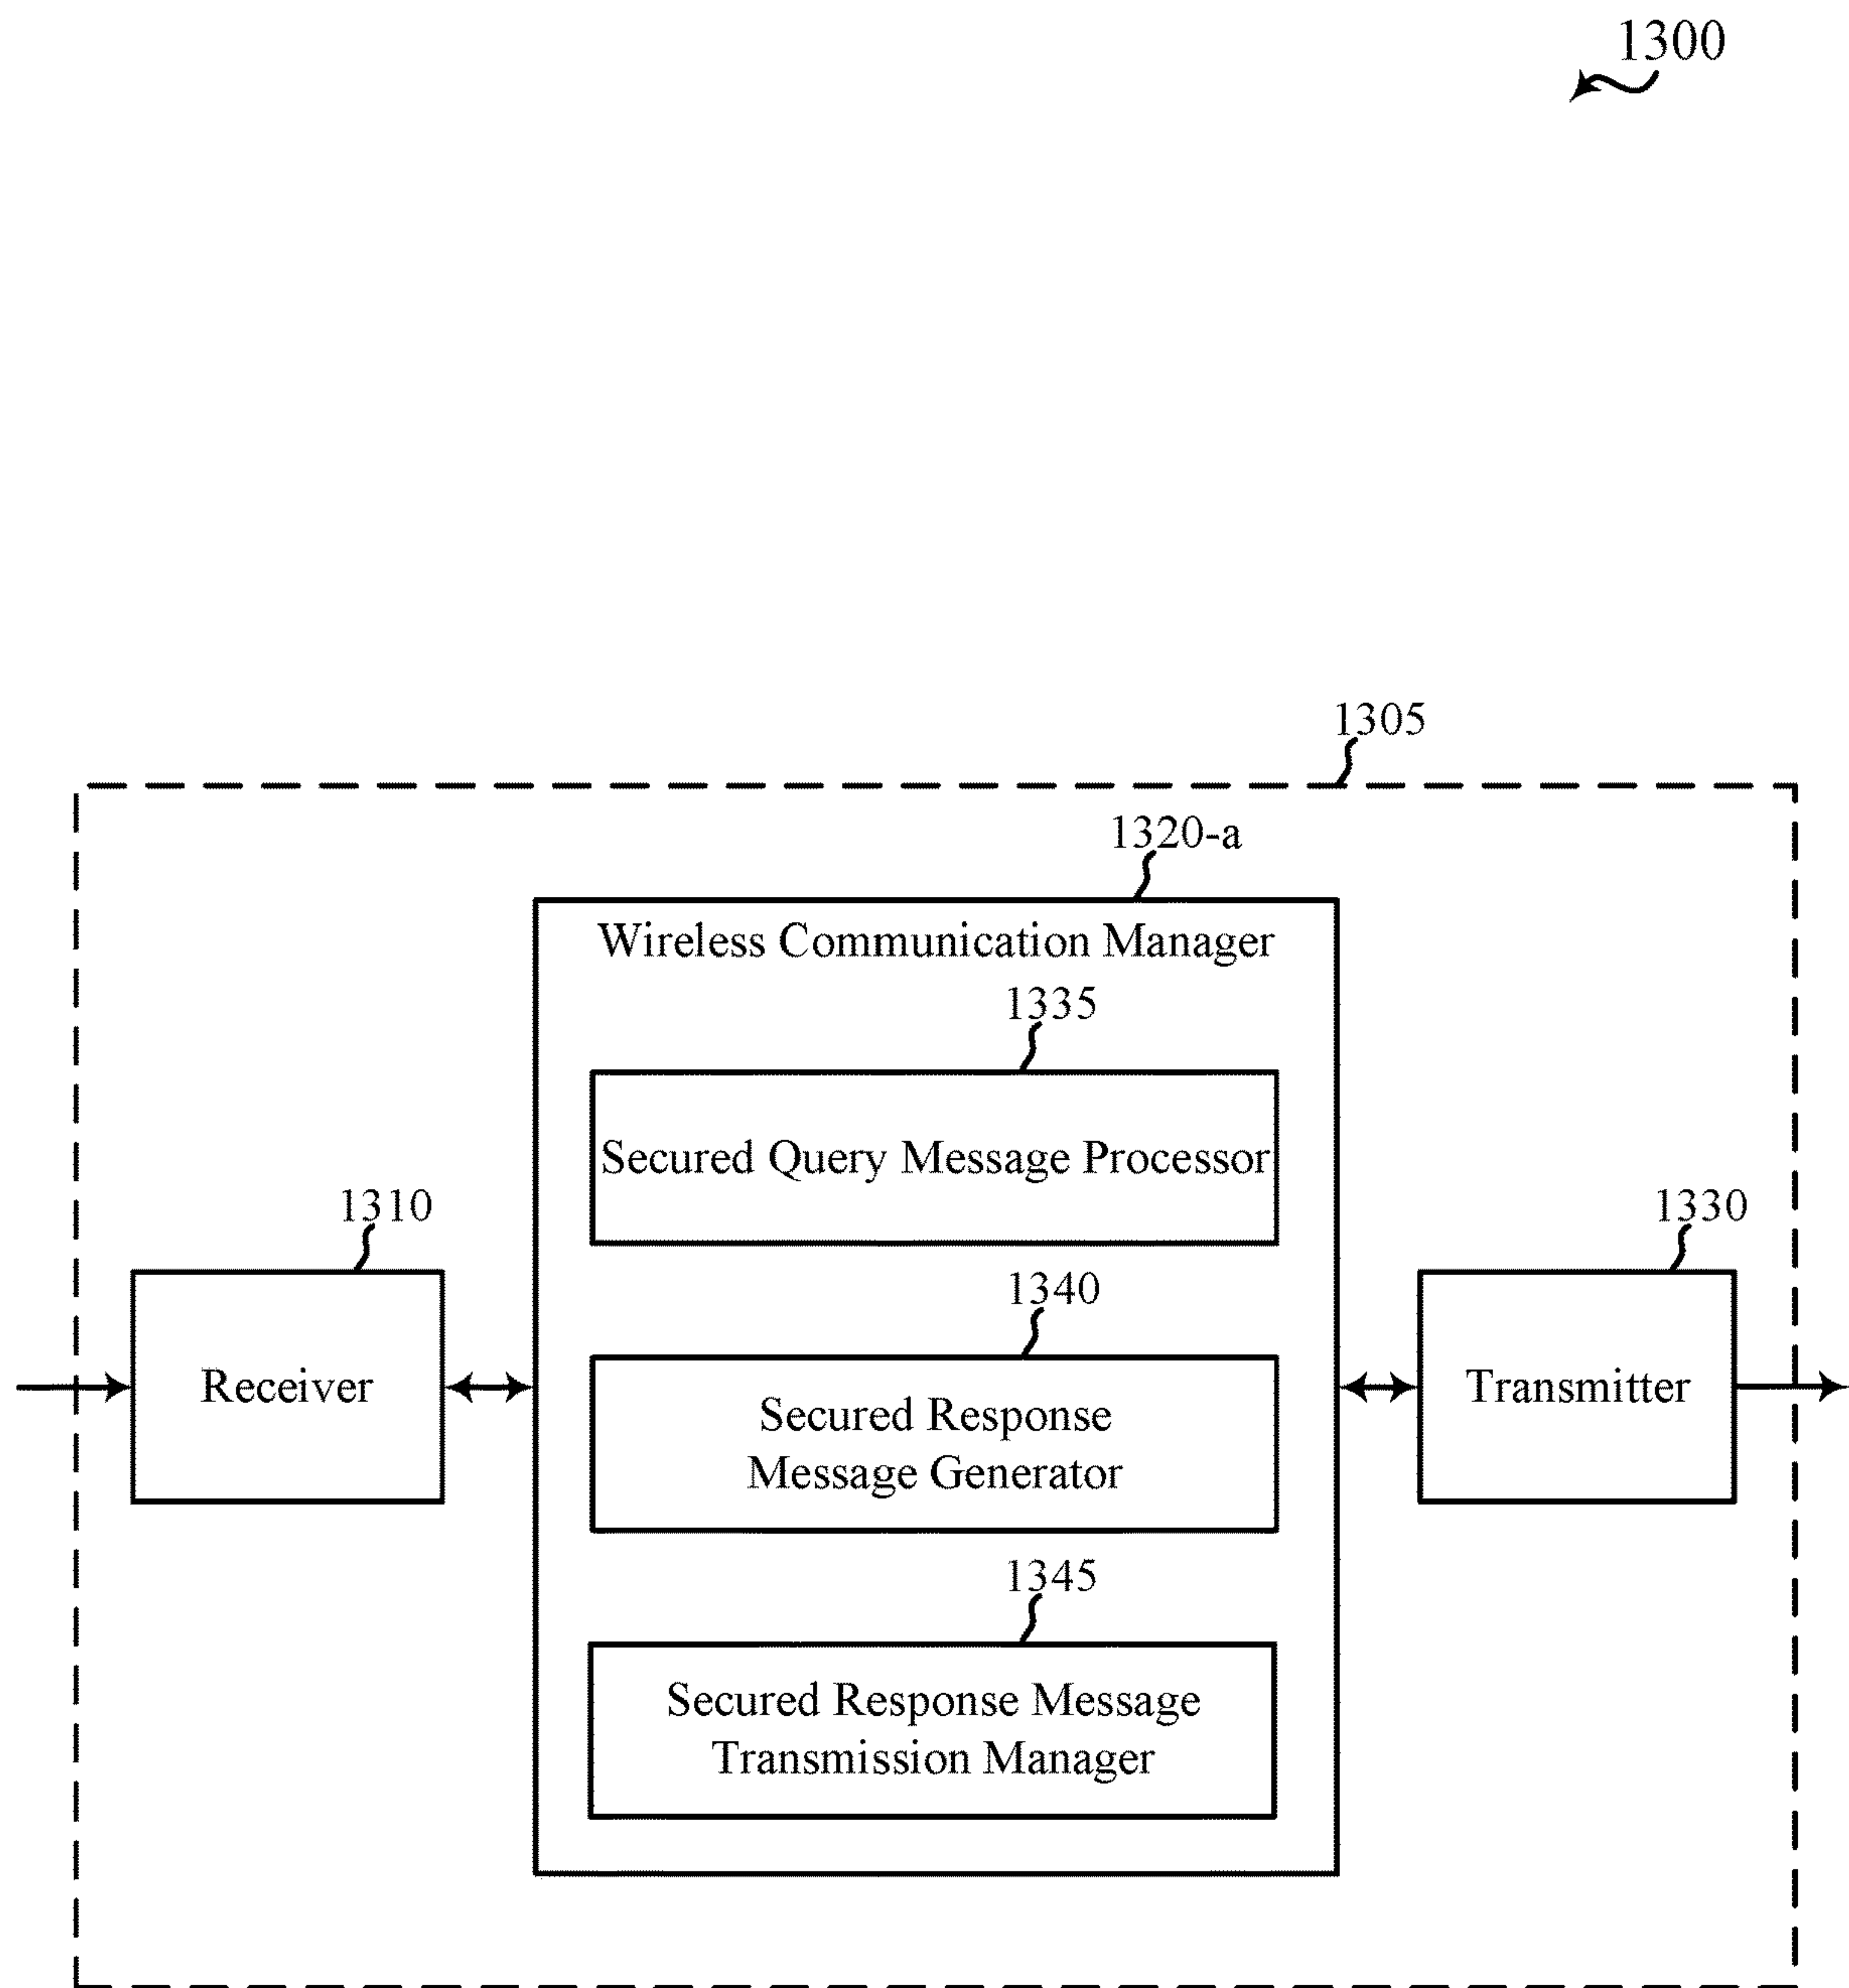 1300
1305
1320-a
Wireless Communication Manager
1335
Secured Query Message Processor
1310
Receiver
1340
Secured Response
Message Generator
1345
Secured Response Message
Transmission Manager
1330
Transmitter